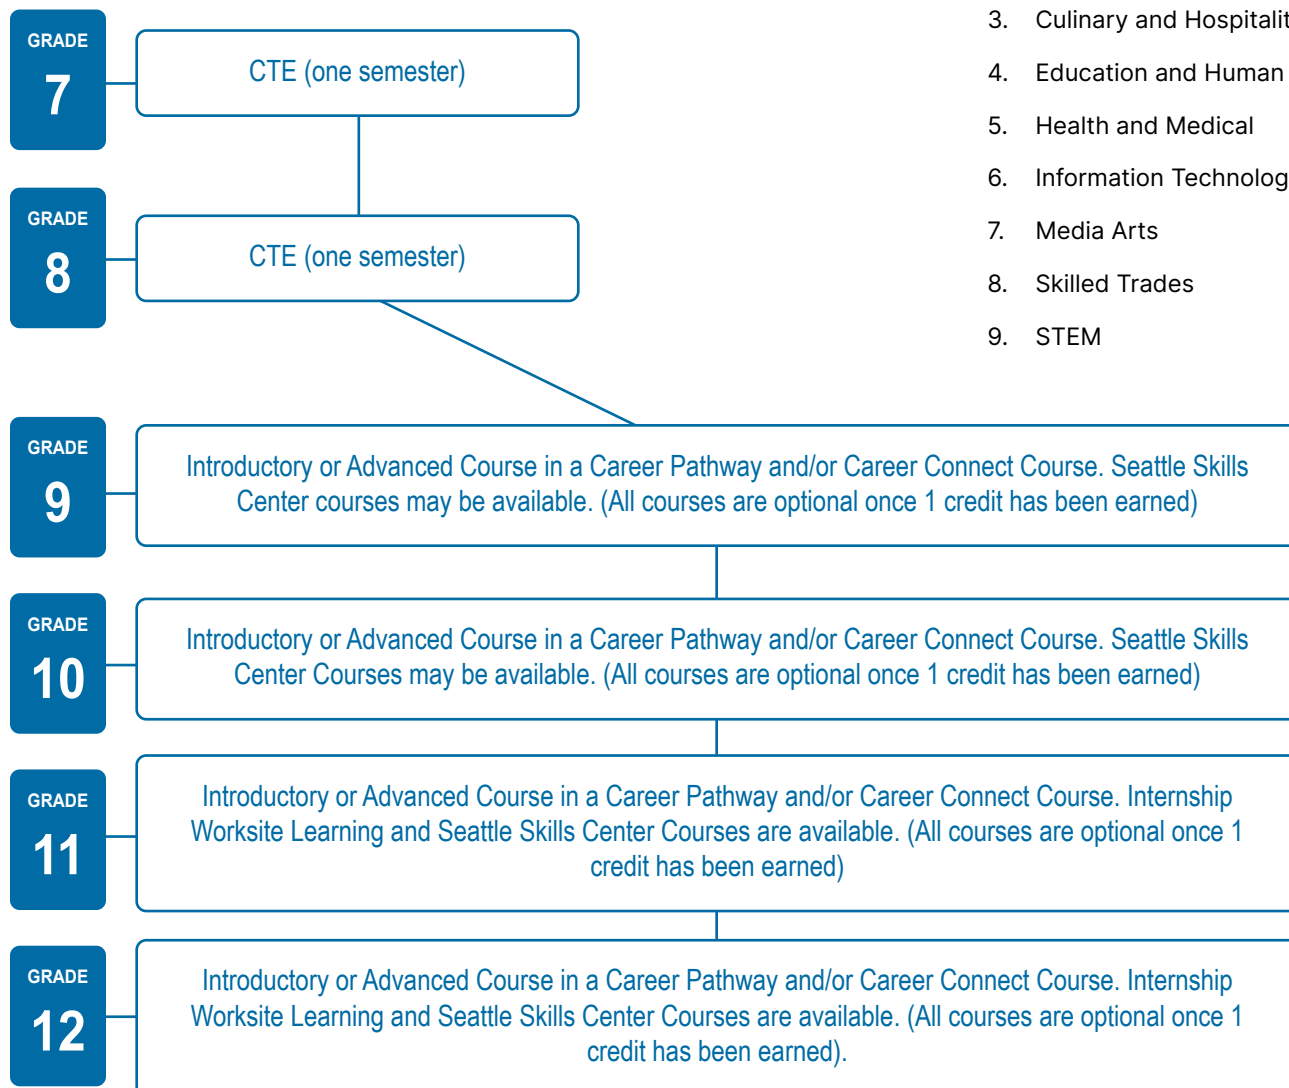 GRADE
7
CTE (one semester)
GRADE
8
CTE (one semester)
3. Culinary and
4. Education and Human
5. Health and Medical
6. Information
7. Media Arts
8. Skilled Trades
9. STEM
GRADE
9
Introductory or Advanced Course in a Career Pathway and/or Career Connect Course. Seattle Skills
Center courses may be available. (All courses are optional once 1 credit has been earned)
GRADE
10
Introductory or Advanced Course in a Career Pathway and/or Career Connect Course. Seattle Skills
Center Courses may be available. (All courses are optional once 1 credit has been earned)
GRADE
11
Introductory or Advanced Course in a Career Pathway and/or Career Connect Course. Internship
Worksite Learning and Seattle Skills Center Courses are available. (All courses are optional once 1
credit has been earned)
GRADE
12
Introductory or Advanced Course in a Career Pathway and/or Career Connect Course. Internship
Worksite Learning and Seattle Skills Center Courses are available. (All courses are optional once 1
credit has been earned).